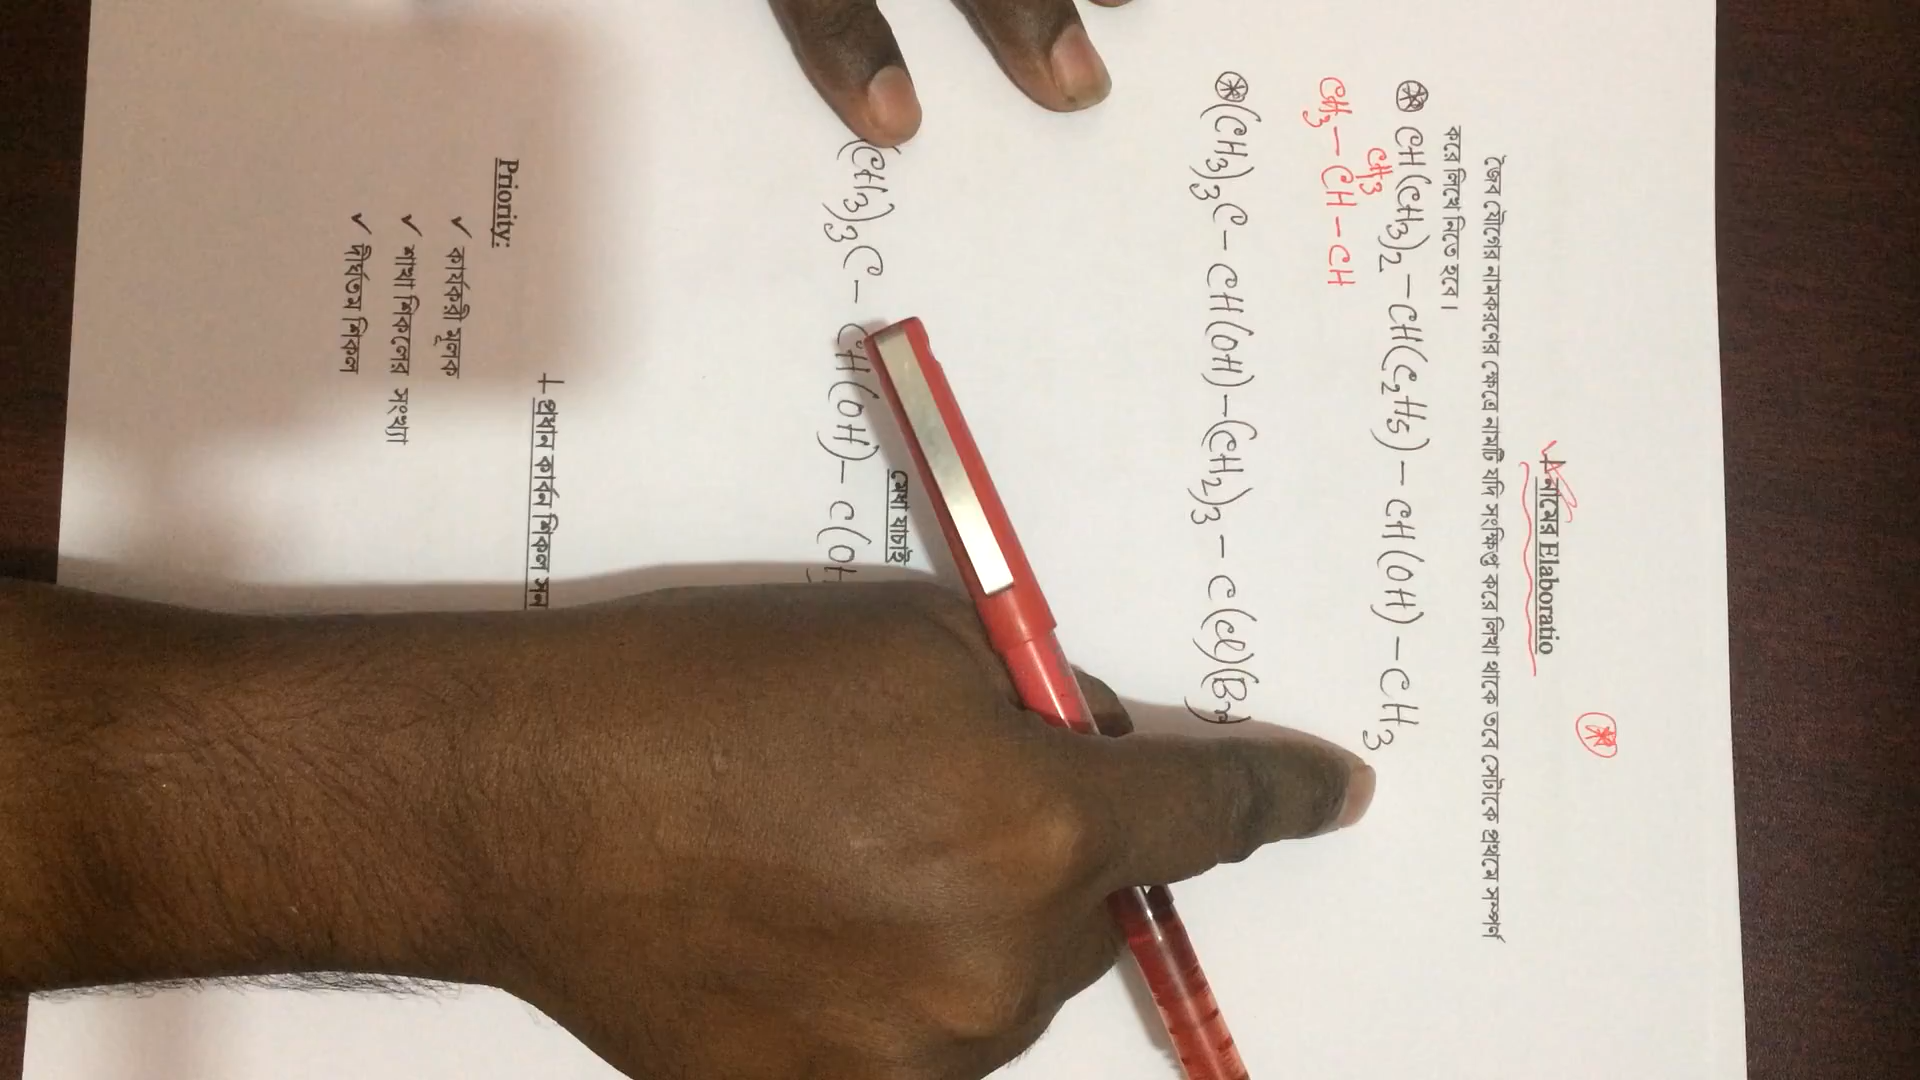 নামের Elaboratio
জৈব যৌগের নামকরণের ক্ষেত্রে নামটি যদি সংক্ষিপ্ত করে লিখা থাকে তবে সেটাকে প্রথমে সম্পূর্ণ
করে লিখে নিতে হবে।
CH(CH3)2-CH(C2H5)-CH(OH)-CH3
CH3
CH3-CH-CH
(CH3)3C-CH(OH)-(CH2)3-C(Cl)(Br)
মেধা যাচাই
(CH3)3C-CH(OH)-C(
প্রধান কার্বন শিকল
Priority:
✓ কার্যকরী মূলক
✓ শাখা শিকলের সংখ্যা
✓ দীর্ঘতম শিকল